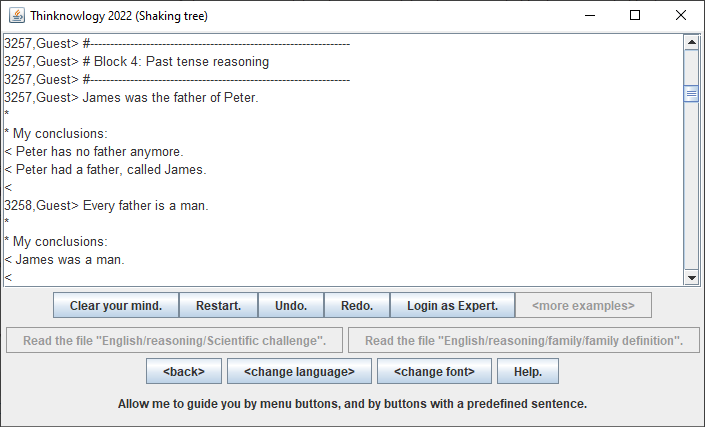 Thinknowlogy 2022 (Shaking tree)
3257,Guest> #-----------------------------------------------------------------
3257,Guest> # Block 4: Past tense reasoning
3257,Guest> #-----------------------------------------------------------------
3257,Guest> James was the father of Peter.
*
* My conclusions:
< Peter has no father anymore.
< Peter had a father, called James.
<
3258,Guest> Every father is a man.
*
* My conclusions:
< James was a man.
<
Clear your mind. Restart. Undo. Redo. Login as Expert. <more examples>
Read the file "English/reasoning/Scientific challenge". Read the file "English/reasoning/family/family definition".
<back> <change language> <change font> Help.
Allow me to guide you by menu buttons, and by buttons with a predefined sentence.